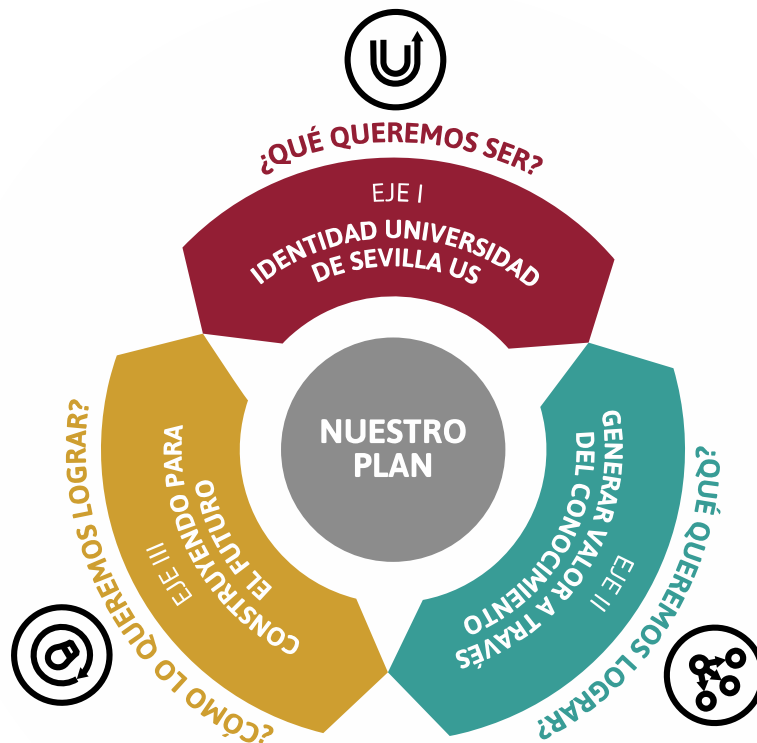 ¿QUÉ QUEREMOS SER?
EJE I
IDENTIDAD UNIVERSIDAD
DE SEVILLA US
NUESTRO
PLAN
¿QUÉ QUEREMOS LOGRAR?
EJE II
GENERAR VALOR A TRAVÉS
DEL CONOCIMIENTO
¿CÓMO LO QUEREMOS LOGRAR?
EJE III
CONSTRUYENDO PARA
EL FUTURO